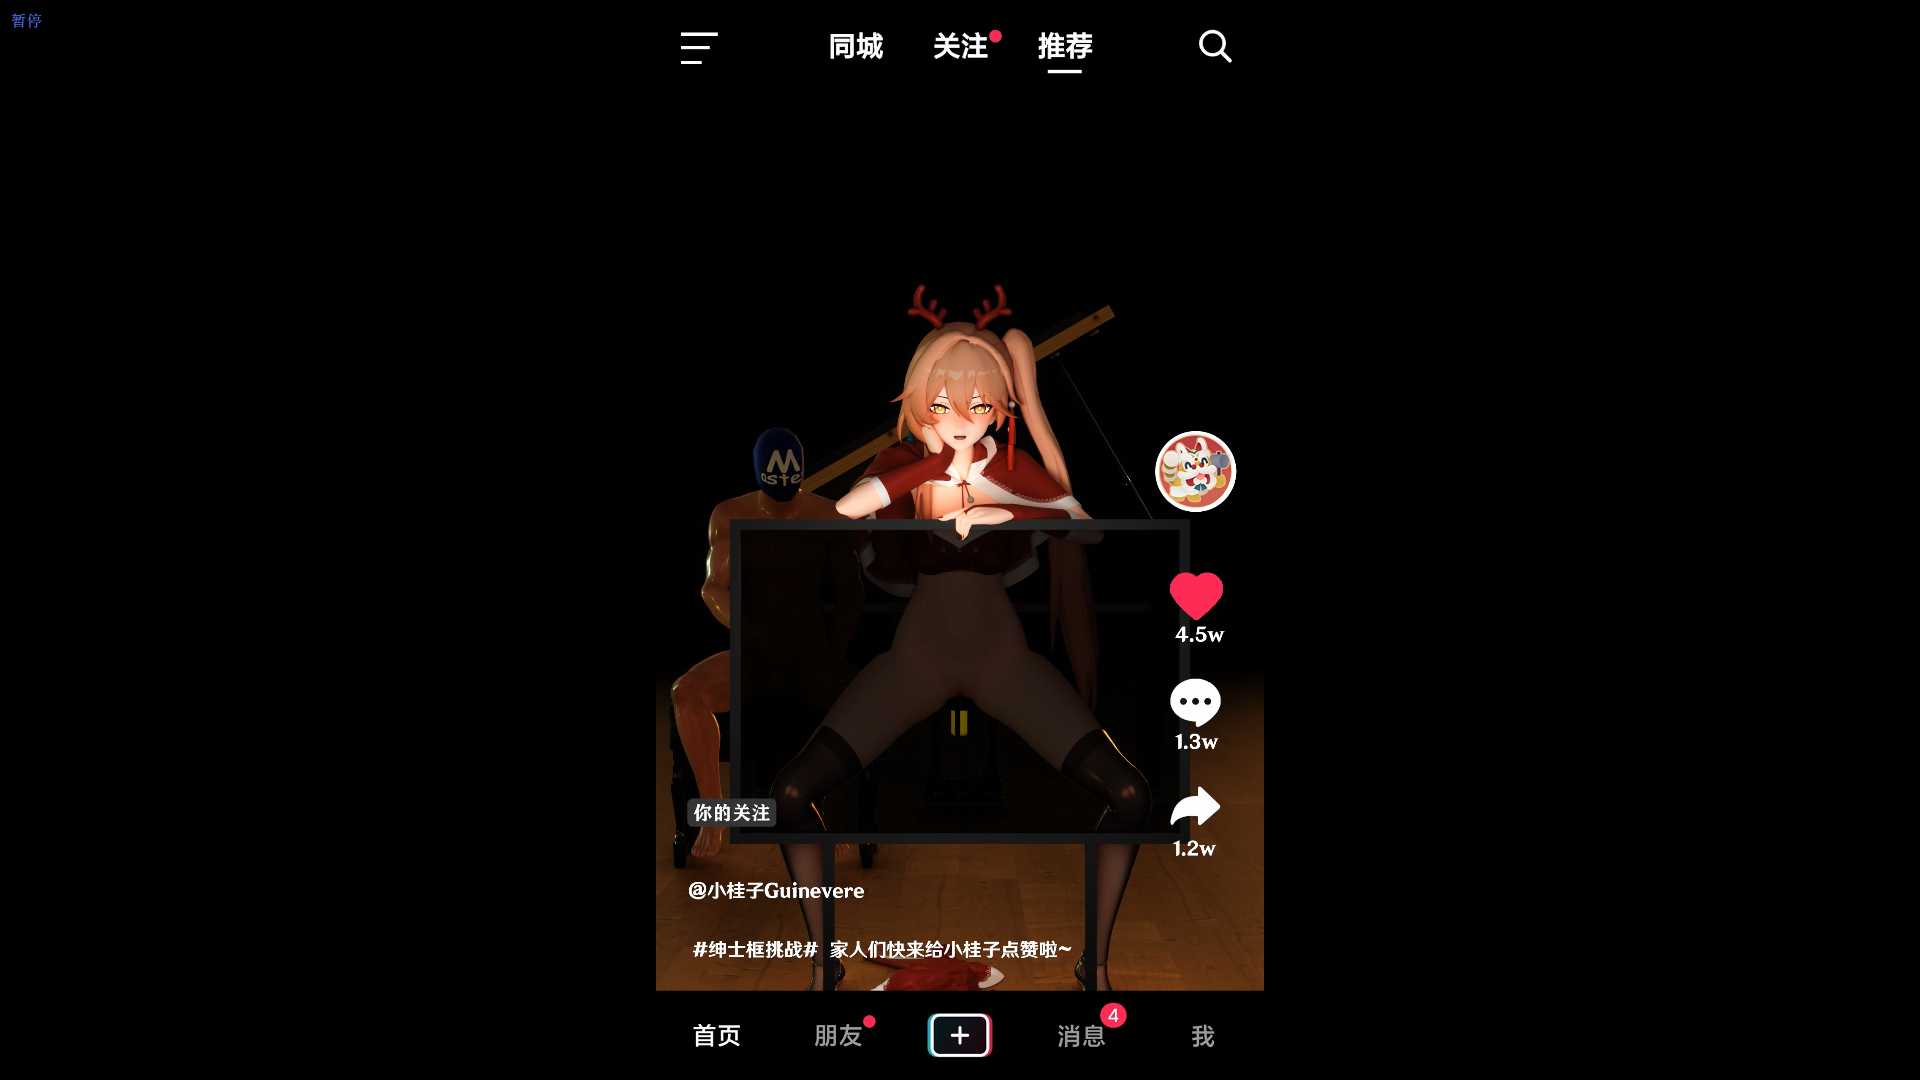 暂停
同城 关注 推荐
M
aste
4.5w
1.3w
你的关注
1.2w
@小桂子Guinevere
#绅士框挑战# 家人们快来给小桂子点赞啦~
首页 朋友 + 消息 4 我